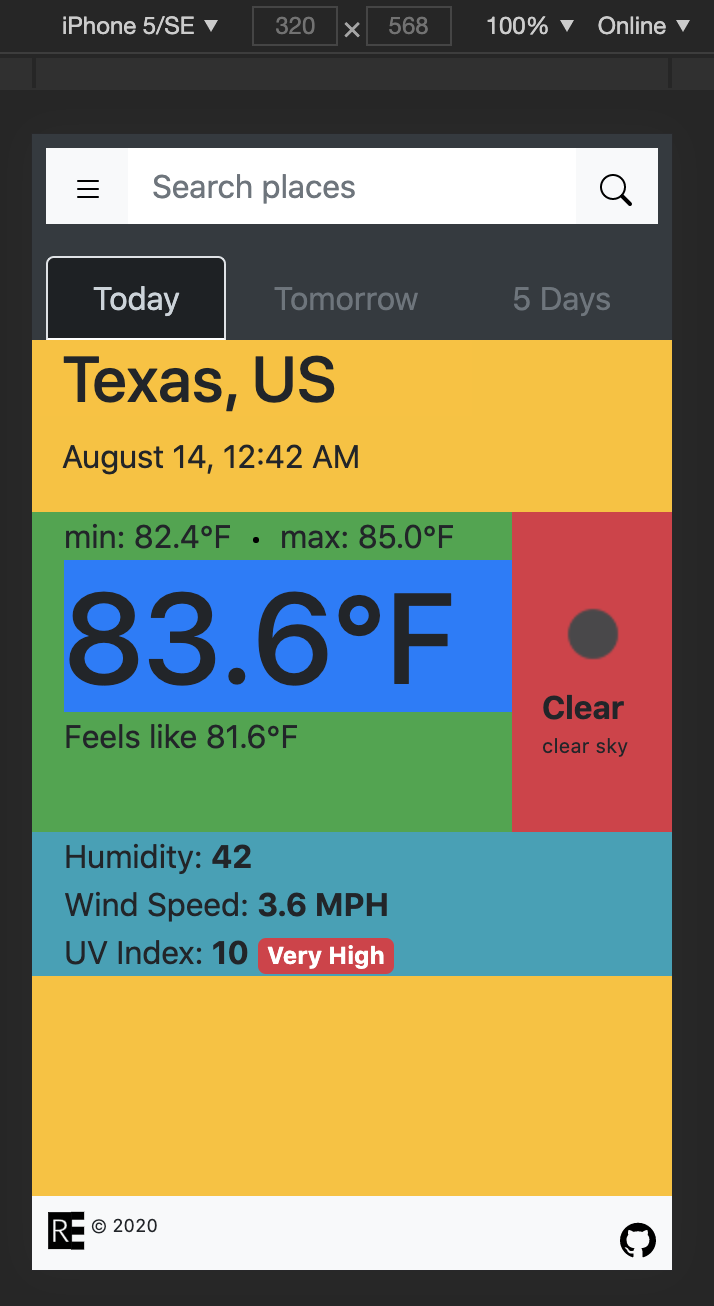 iPhone 5/SE ▼ 320 × 568 100% ▼ Online ▼
Search places
Today Tomorrow 5 Days
Texas, US
August 14, 12:42 AM
min: 82.4°F • max: 85.0°F
83.6°F
Feels like 81.6°F
Clear
clear sky
Humidity: 42
Wind Speed: 3.6 MPH
UV Index: 10 Very High
RE © 2020